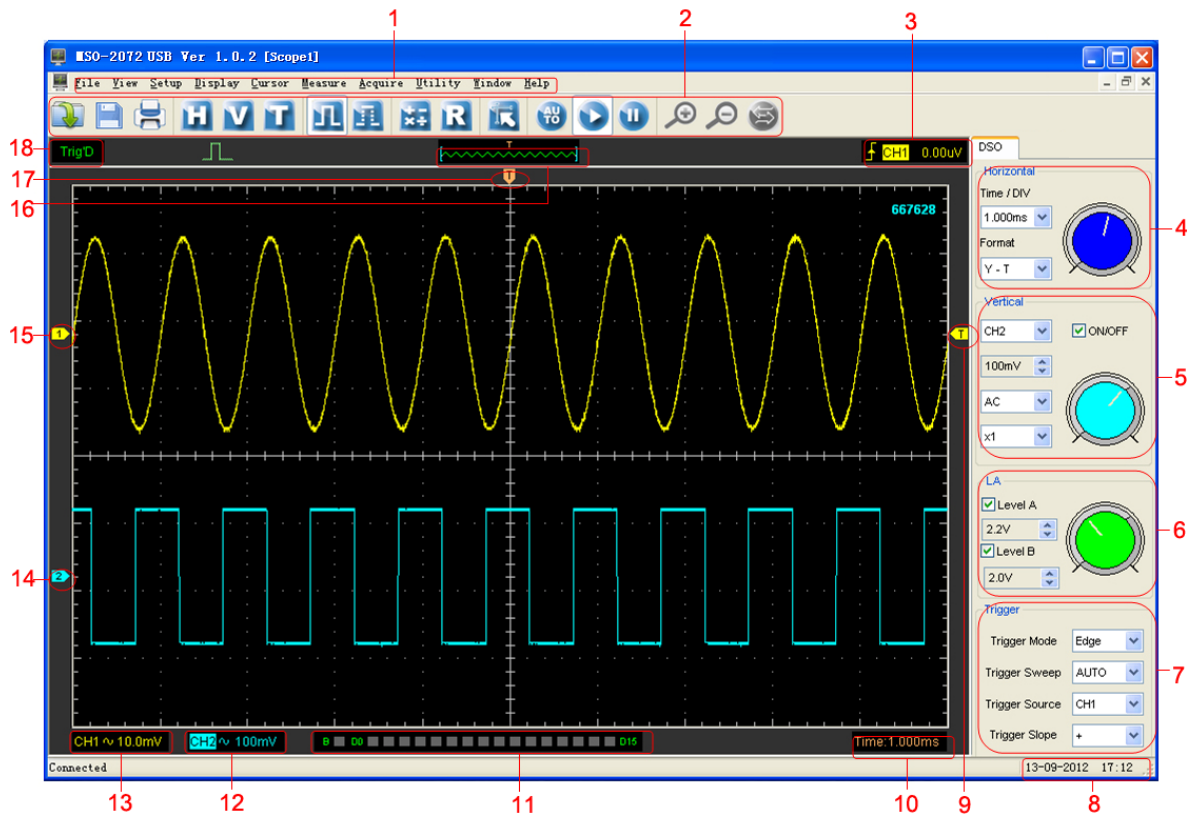 1 2 3
MSO-2072 USB Ver 1.0.2 [Scope1]
File View Setup Display Cursor Measure Acquire Utility Window Help
H V T R AUTO
18 Trig'D T CH1 0.00uV DSO
17 T
16
667628
Horizontal
Time / DIV
1.000ms
Format
Y - T
4
15 1 T
Vertical
CH2 ON/OFF
100mV
AC
x1
5
14 2
LA
Level A
2.2V
Level B
2.0V
6
Trigger
Trigger Mode Edge
Trigger Sweep AUTO
Trigger Source CH1
Trigger Slope +
7
CH1 ∿ 10.0mV CH2 ∿ 100mV B D0 D15 Time:1.000ms
Connected 13-09-2012 17:12
13 12 11 10 9 8